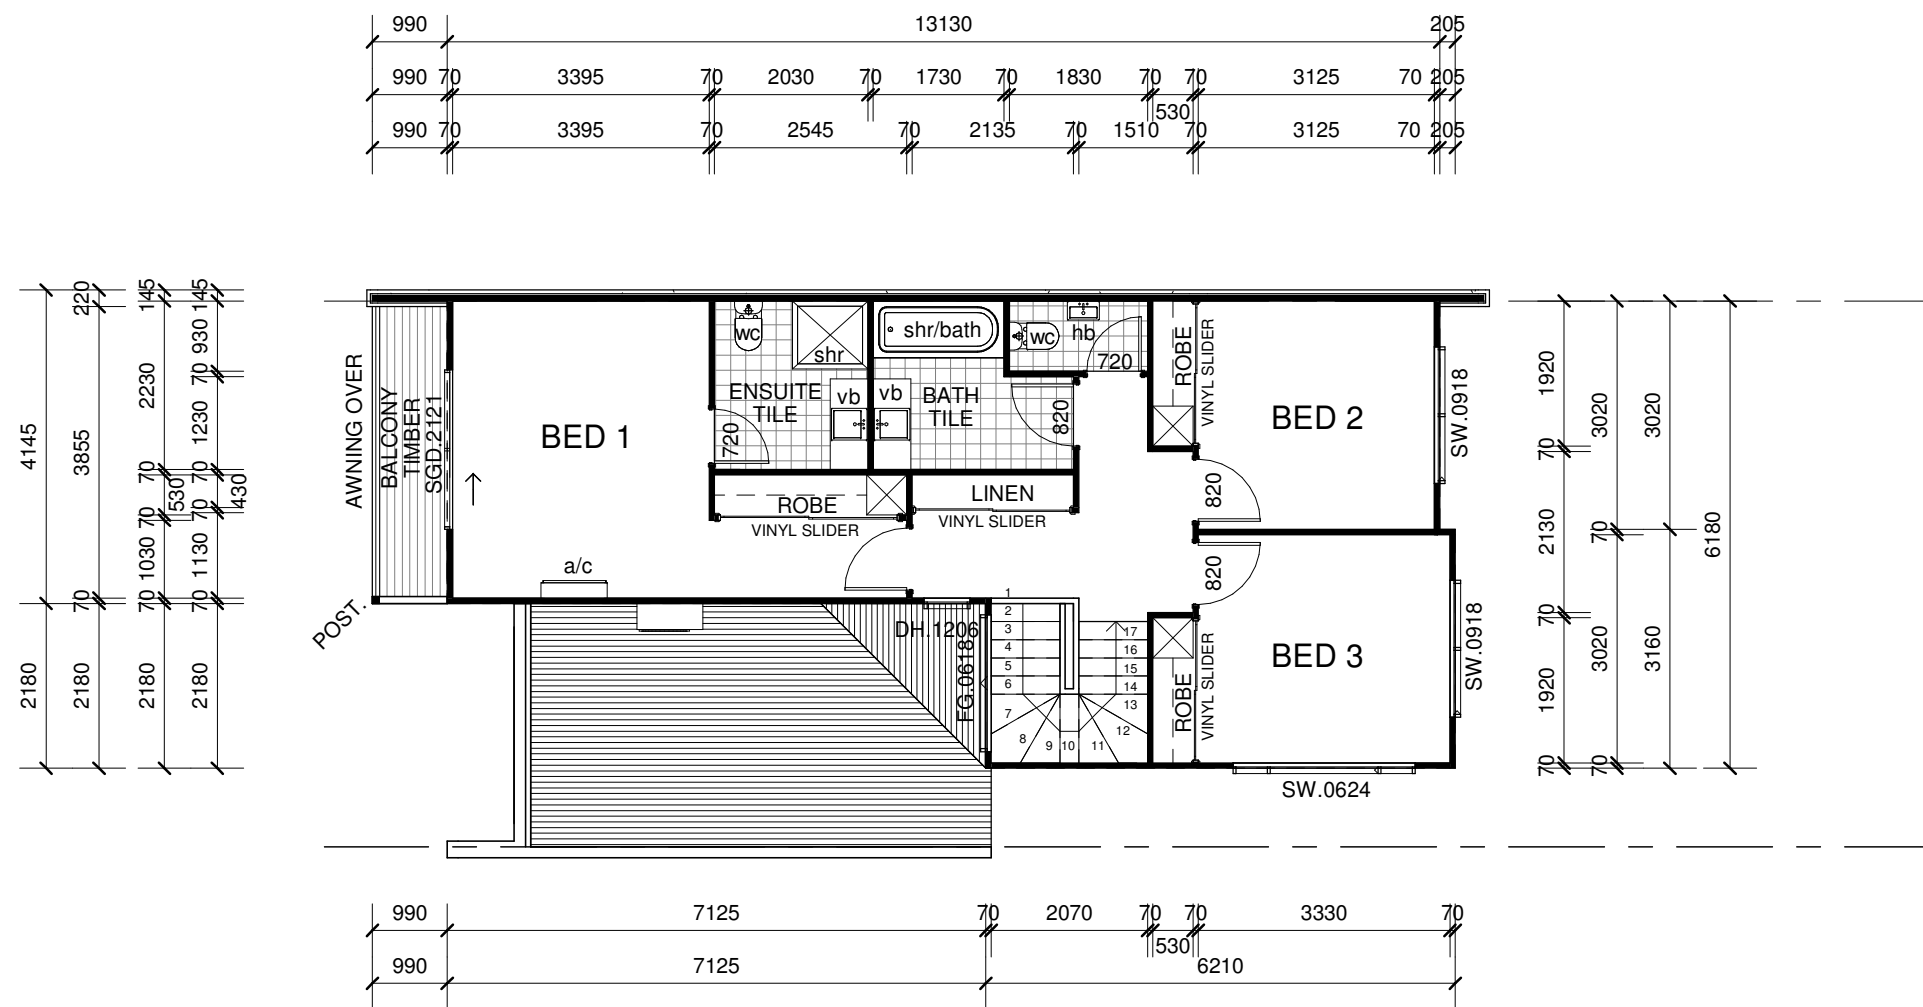 990 13130 205
990 70 3395 70 2030 70 1730 70 1830 70 70 3125 70 205
530
990 70 3395 70 2545 70 2135 70 1510 70 3125 70 205
4145
2180
220
3855
70
2180
145
2230
70
530
70
1030
70
2180
145
930
70
1230
70
430
70
1130
70
2180
AWNING OVER
BALCONY
TIMBER
SGD.2121
POST.
BED 1
a/c
WC
shr
ENSUITE
TILE
vb
720
shr/bath
vb
BATH
TILE
820
WC
hb
720
ROBE
VINYL SLIDER
LINEN
VINYL SLIDER
ROBE
VINYL SLIDER
BED 2
SW.0918
820
820
BED 3
SW.0918
ROBE
VINYL SLIDER
SW.0624
DH.1206
FG.0618
1
2
3
4
5
6
7
8
9
10
11
12
13
14
15
16
17
1920
70
2130
70
1920
70
3020
70
3020
70
3020
3160
6180
990 7125 70 2070 70 70 3330 70
530
990 7125 6210